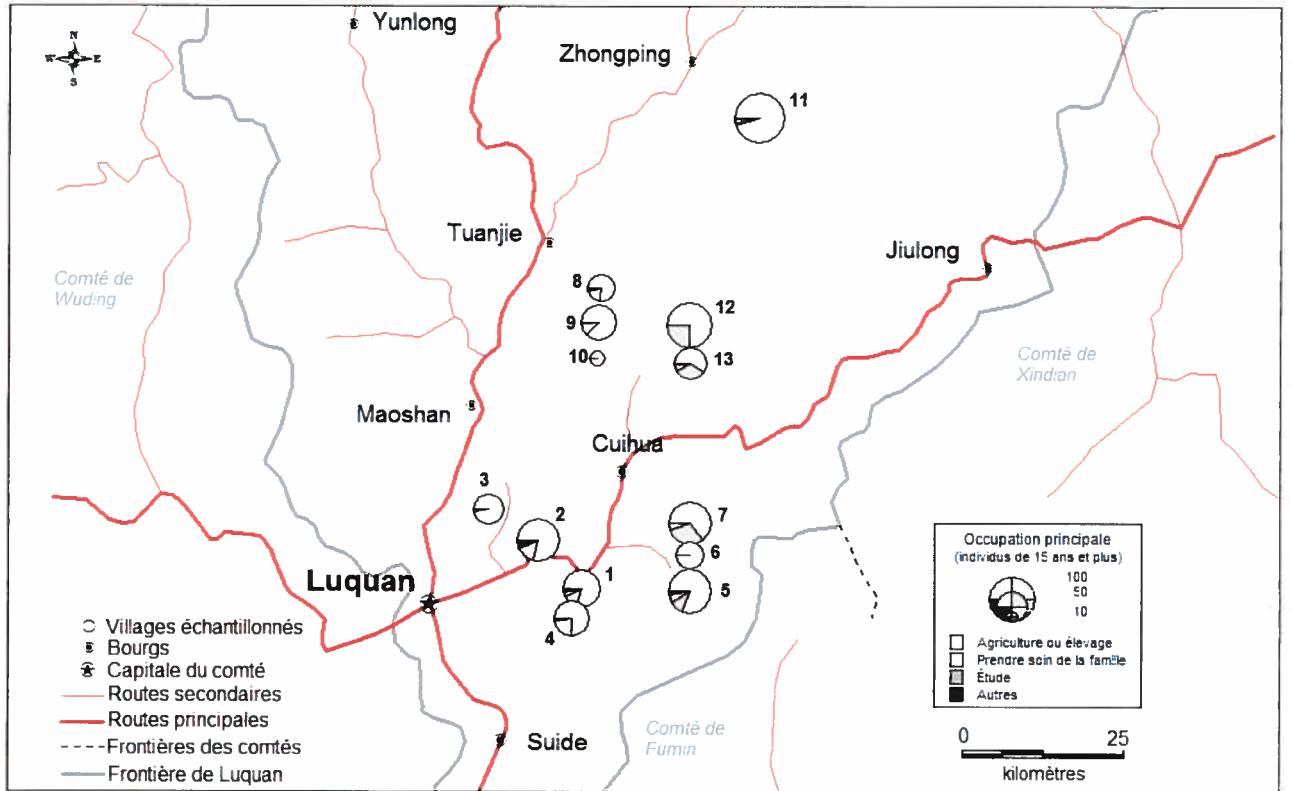 Yunlong
N
W E
S
Zhongping
11
Tuanjie
Jiulong
Comté de
Wuding
8
9
12
10
13
Comté de
Xindian
Maoshan
Cuihua
3
2
7
6
1
5
Luquan
4
Occupation principale
(individus de 15 ans et plus)
100
50
10
Agriculture ou élevage
Prendre soin de la famille
Étude
Autres
Villages échantillonnés
Bourgs
Capitale du comté
Routes secondaires
Routes principales
Frontières des comtés
Frontière de Luquan
Suide
Comté de
Fumin
0 25
kilomètres